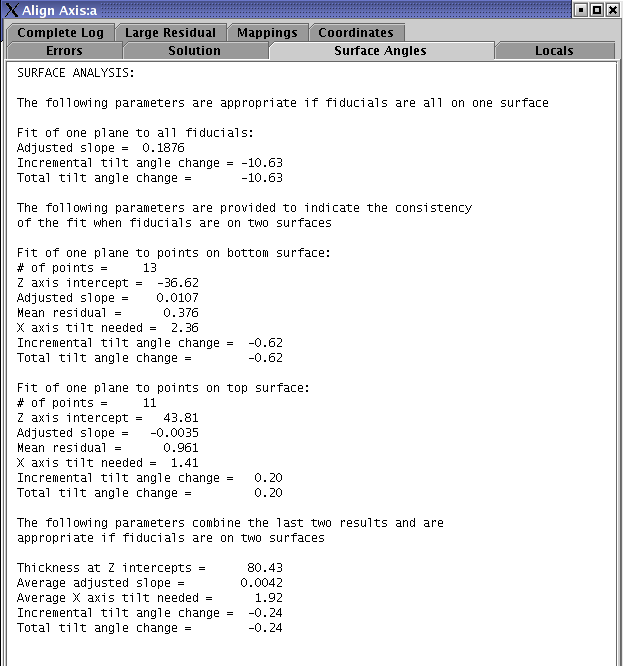 Align Axis:a
Complete Log Large Residual Mappings Coordinates
Errors Solution Surface Angles Locals
SURFACE ANALYSIS:
The following parameters are appropriate if fiducials are all on one surface
Fit of one plane to all fiducials:
Adjusted slope = 0.1876
Incremental tilt angle change = -10.63
Total tilt angle change = -10.63
The following parameters are provided to indicate the consistency
of the fit when fiducials are on two surfaces
Fit of one plane to points on bottom surface:
# of points = 13
Z axis intercept = -36.62
Adjusted slope = 0.0107
Mean residual = 0.376
X axis tilt needed = 2.36
Incremental tilt angle change = -0.62
Total tilt angle change = -0.62
Fit of one plane to points on top surface:
# of points = 11
Z axis intercept = 43.81
Adjusted slope = -0.0035
Mean residual = 0.961
X axis tilt needed = 1.41
Incremental tilt angle change = 0.20
Total tilt angle change = 0.20
The following parameters combine the last two results and are
appropriate if fiducials are on two surfaces
Thickness at Z intercepts = 80.43
Average adjusted slope = 0.0042
Average X axis tilt needed = 1.92
Incremental tilt angle change = -0.24
Total tilt angle change = -0.24